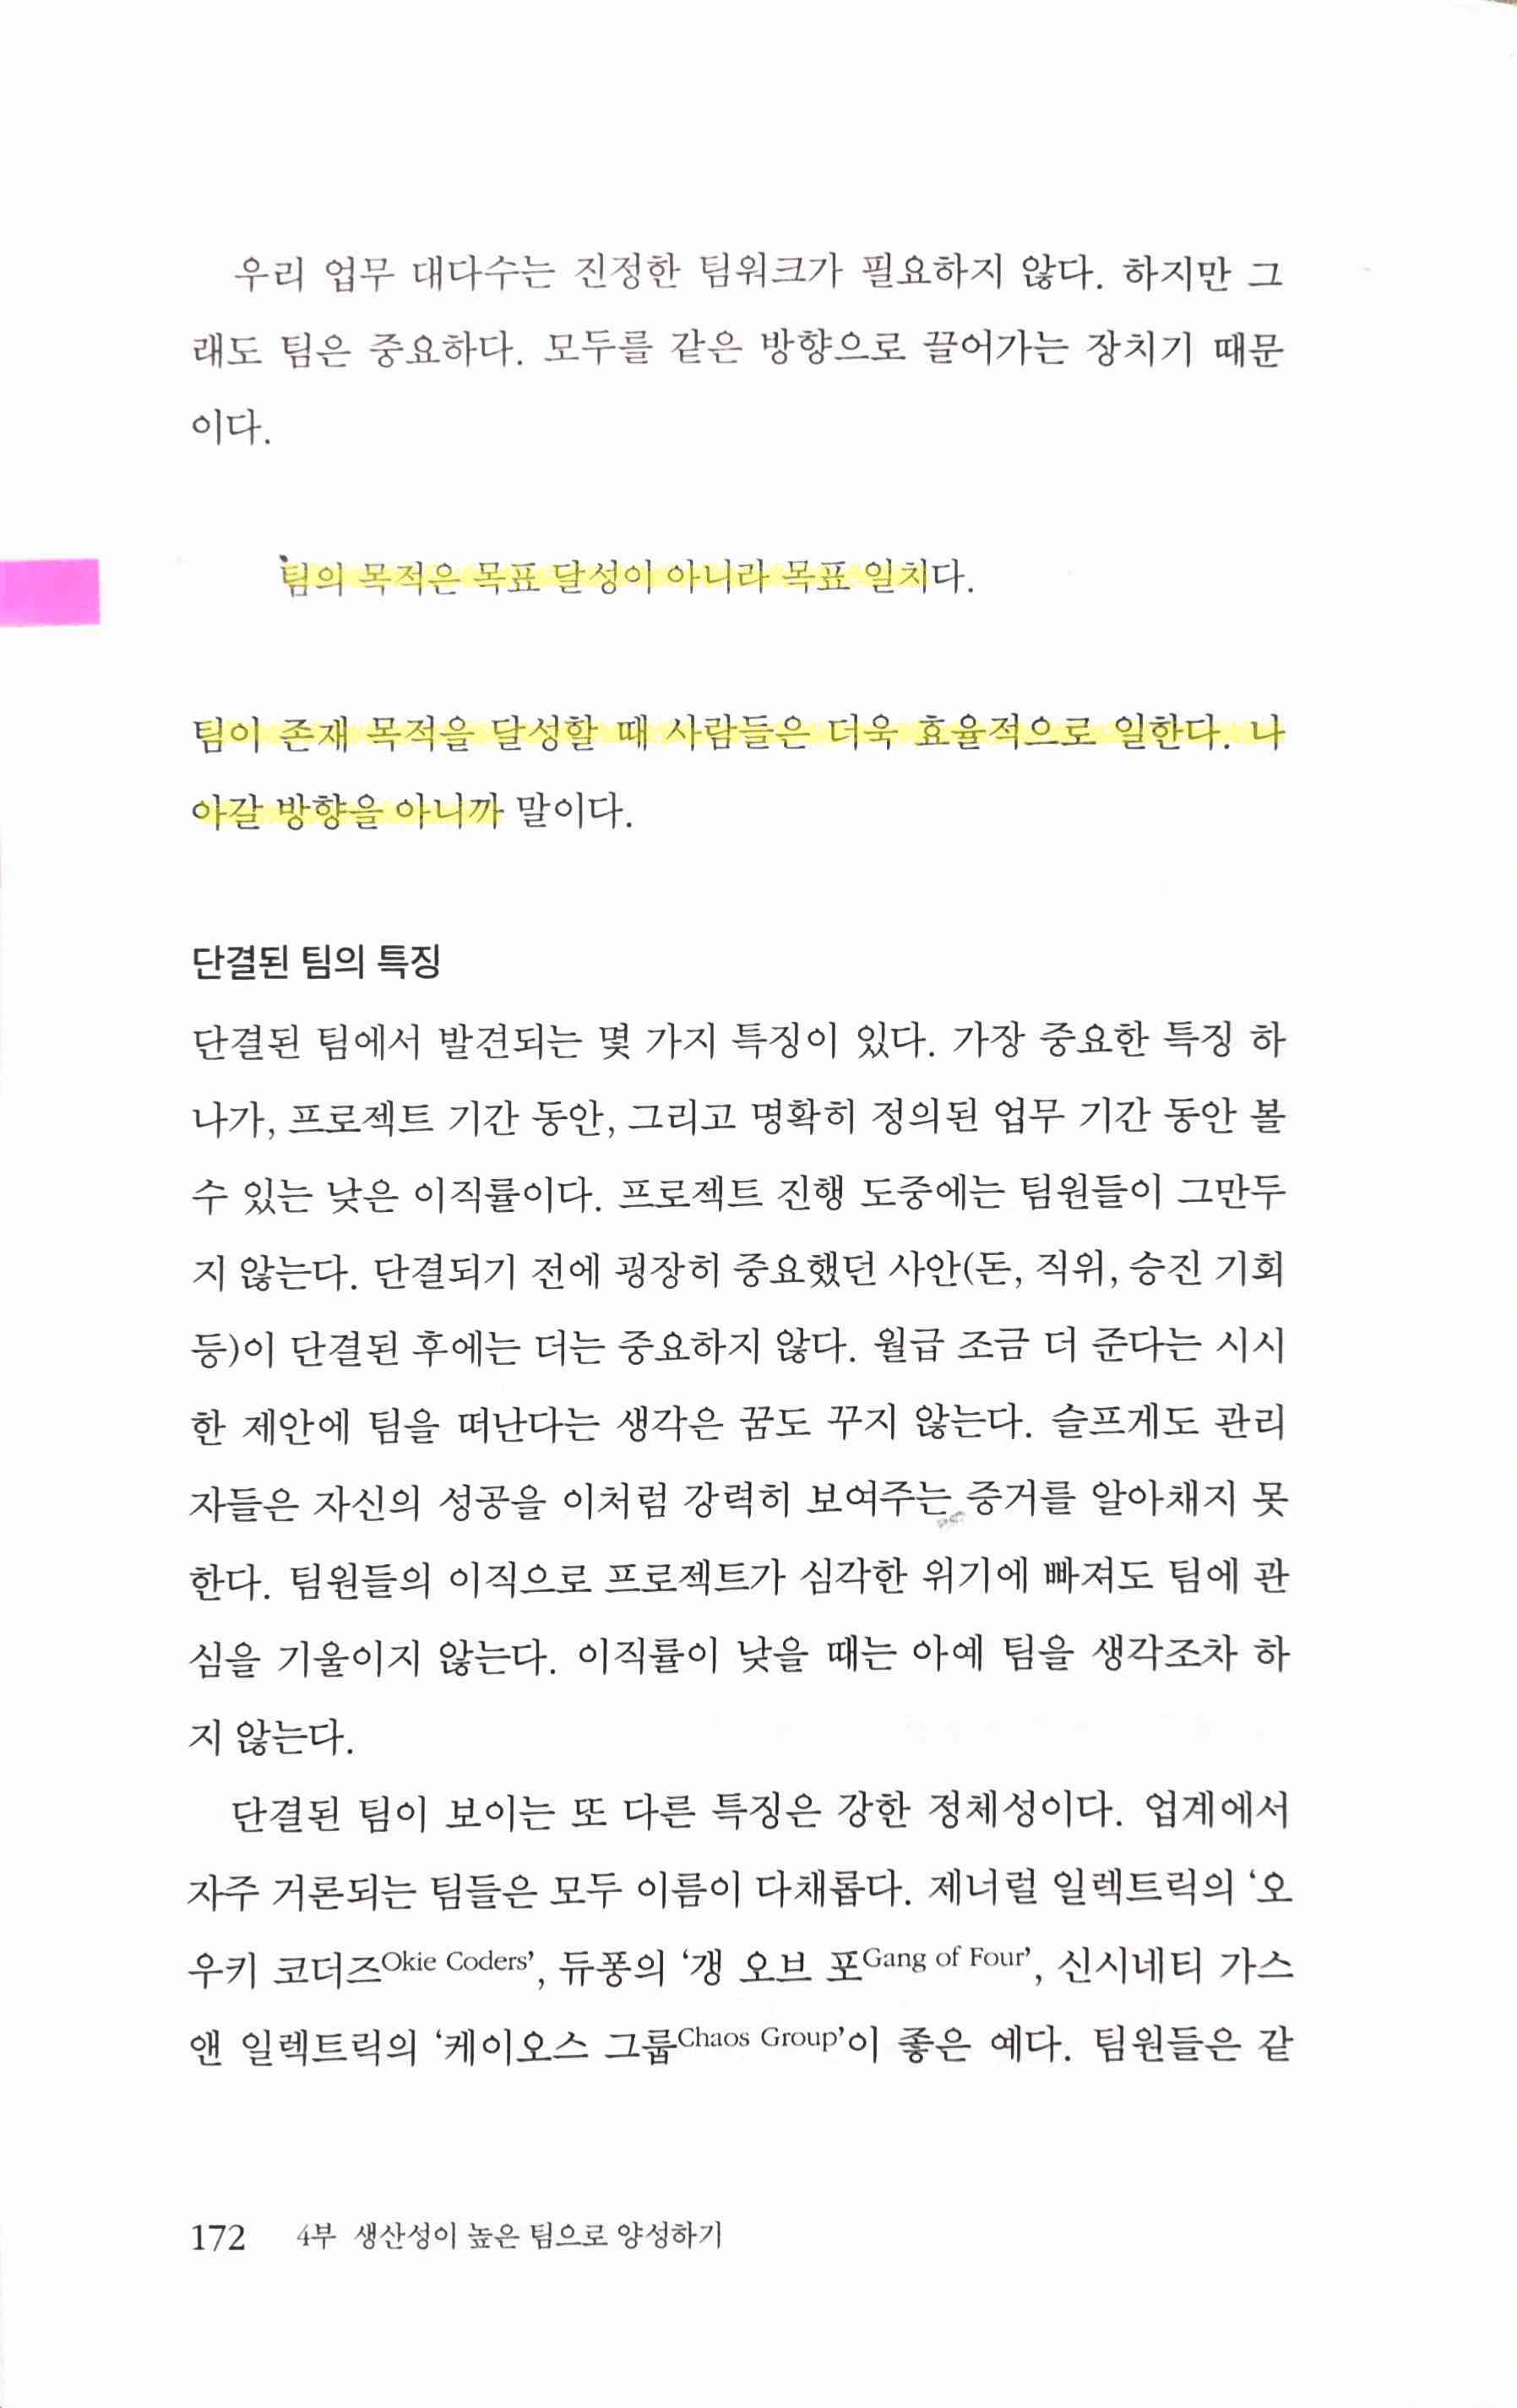 우리 업무 대다수는 진정한 팀워크가 필요하지 않다. 하지만 그
래도 팀은 중요하다. 모두를 같은 방향으로 끌어가는 장치기 때문
이다.
팀의 목적은 목표 달성이 아니라 목표 일치다.
팀이 존재 목적을 달성할 때 사람들은 더욱 효율적으로 일한다. 나
아갈 방향을 아니까 말이다.
단결된 팀의 특징
단결된 팀에서 발견되는 몇 가지 특징이 있다. 가장 중요한 특징 하
나가, 프로젝트 기간 동안, 그리고 명확히 정의된 업무 기간 동안 볼
수 있는 낮은 이직률이다. 프로젝트 진행 도중에는 팀원들이 그만두
지 않는다. 단결되기 전에 굉장히 중요했던 사안(돈, 직위, 승진 기회
등)이 단결된 후에는 더는 중요하지 않다. 월급 조금 더 준다는 시시
한 제안에 팀을 떠난다는 생각은 꿈도 꾸지 않는다. 슬프게도 관리
자들은 자신의 성공을 이처럼 강력히 보여주는 증거를 알아채지 못
한다. 팀원들의 이직으로 프로젝트가 심각한 위기에 빠져도 팀에 관
심을 기울이지 않는다. 이직률이 낮을 때는 아예 팀을 생각조차 하
지 않는다.
단결된 팀이 보이는 또 다른 특징은 강한 정체성이다. 업계에서
자주 거론되는 팀들은 모두 이름이 다채롭다. 제너럴 일렉트릭의 ‘오
우키 코더즈Okie Coders’, 듀퐁의 ‘갱 오브 포Gang of Four’, 신시네티 가스
앤 일렉트릭의 ‘케이오스 그룹Chaos Group’이 좋은 예다. 팀원들은 같
172 4부 생산성이 높은 팀으로 양성하기